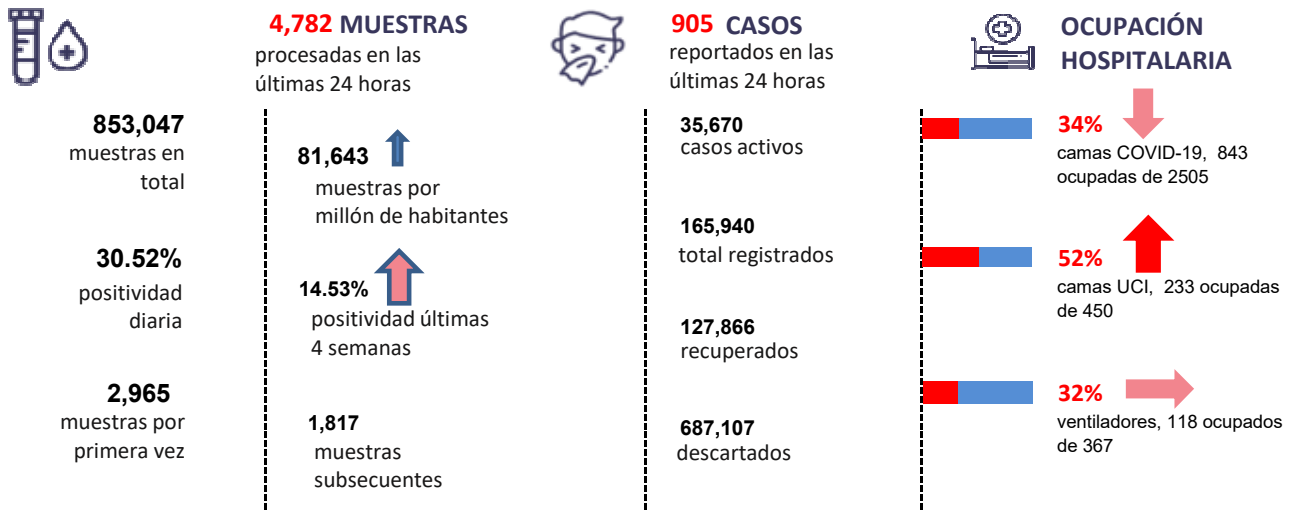 4,782 MUESTRAS
procesadas en las
últimas 24 horas
853,047
muestras en
total
81,643
muestras por
millón de habitantes
30.52%
positividad
diaria
14.53%
positividad últimas
4 semanas
2,965
muestras por
primera vez
1,817
muestras
subsecuentes
905 CASOS
reportados en las
últimas 24 horas
35,670
casos activos
165,940
total registrados
127,866
recuperados
687,107
descartados
OCUPACIÓN
HOSPITALARIA
34%
camas COVID-19, 843
ocupadas de 2505
52%
camas UCI, 233 ocupadas
de 450
32%
ventiladores, 118 ocupados
de 367